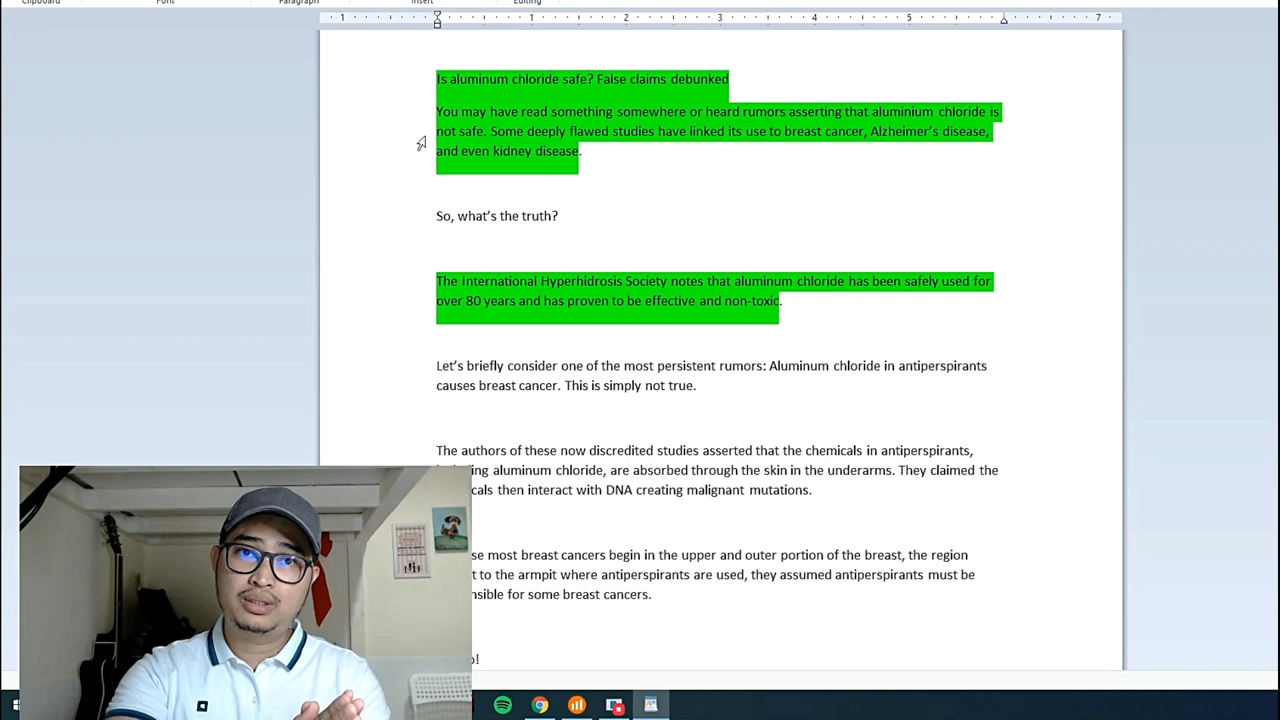 Clipboard
Font
Paragraph
Insert
Editing
1 1 2 3 4 5 7
Is aluminum chloride safe? False claims debunked
You may have read something somewhere or heard rumors asserting that aluminium chloride is
not safe. Some deeply flawed studies have linked its use to breast cancer, Alzheimer’s disease,
and even kidney disease.
So, what’s the truth?
The International Hyperhidrosis Society notes that aluminum chloride has been safely used for
over 80 years and has proven to be effective and non-toxic.
Let’s briefly consider one of the most persistent rumors: Aluminum chloride in antiperspirants
causes breast cancer. This is simply not true.
The authors of these now discredited studies asserted that the chemicals in antiperspirants,
aluminum chloride, are absorbed through the skin in the underarms. They claimed the
then interact with DNA creating malignant mutations.
most breast cancers begin in the upper and outer portion of the breast, the region
to the armpit where antiperspirants are used, they assumed antiperspirants must be
for some breast cancers.